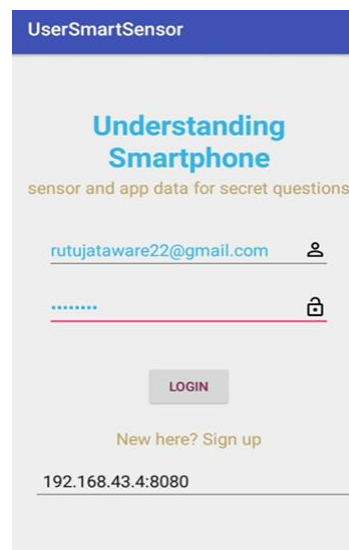 UserSmartSensor
Understanding
Smartphone
sensor and app data for secret questions
rutujataware22@gmail.com
........
LOGIN
New here? Sign up
192.168.43.4:8080